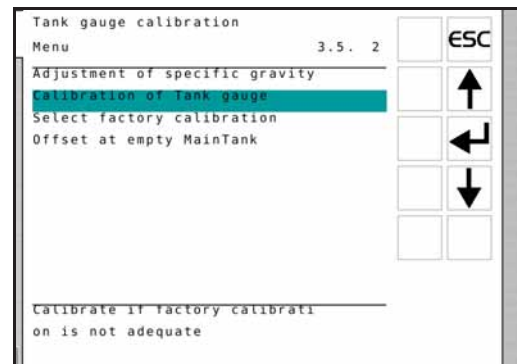 Tank gauge calibration
Menu 3.5. 2
ESC
Adjustment of specific gravity
Calibration of Tank gauge
Select factory calibration
Offset at empty MainTank
Calibrate if factory calibrati
on is not adequate